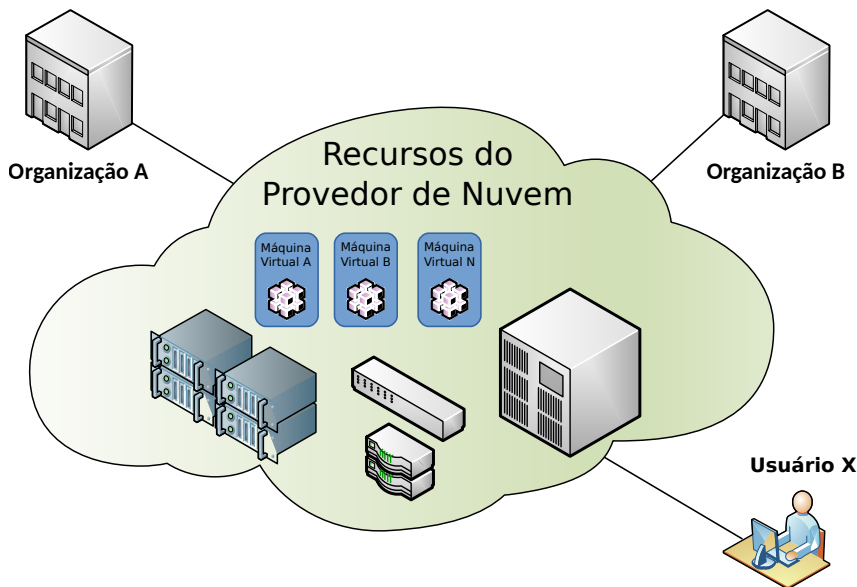 Organização A
Organização B
Recursos do
Provedor de Nuvem
Máquina
Virtual A
Máquina
Virtual B
Máquina
Virtual N
Usuário X